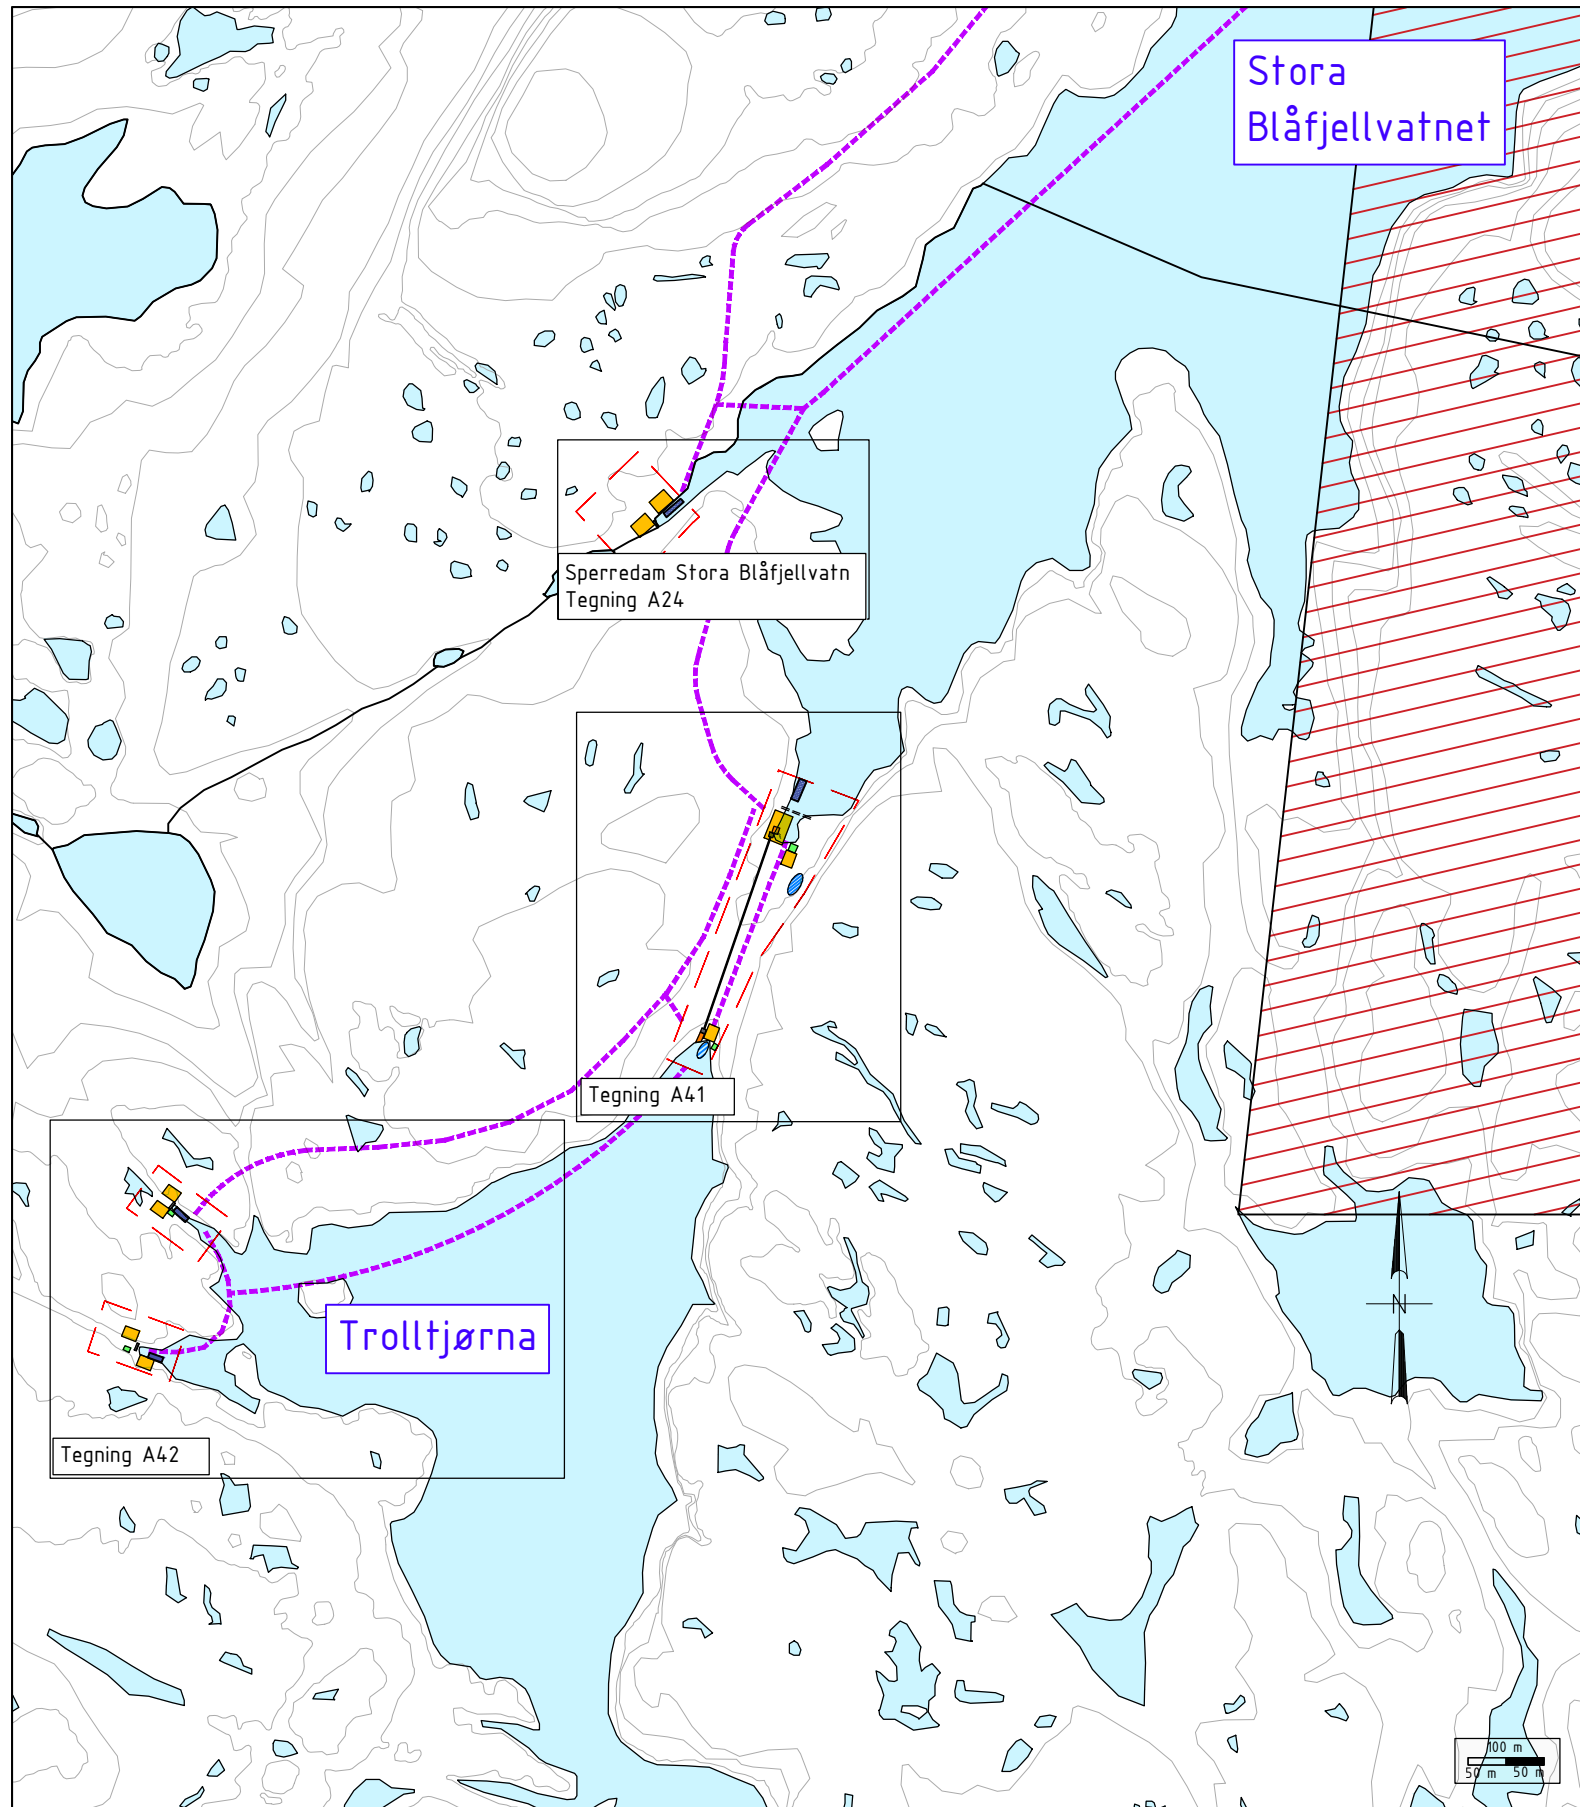 Stora
Blåfjellvatnet
Sperredam Stora Blåfjellvatn
Tegning A24
Tegning A41
Trolltjørna
N
Tegning A42
100 m
50 m 50 m